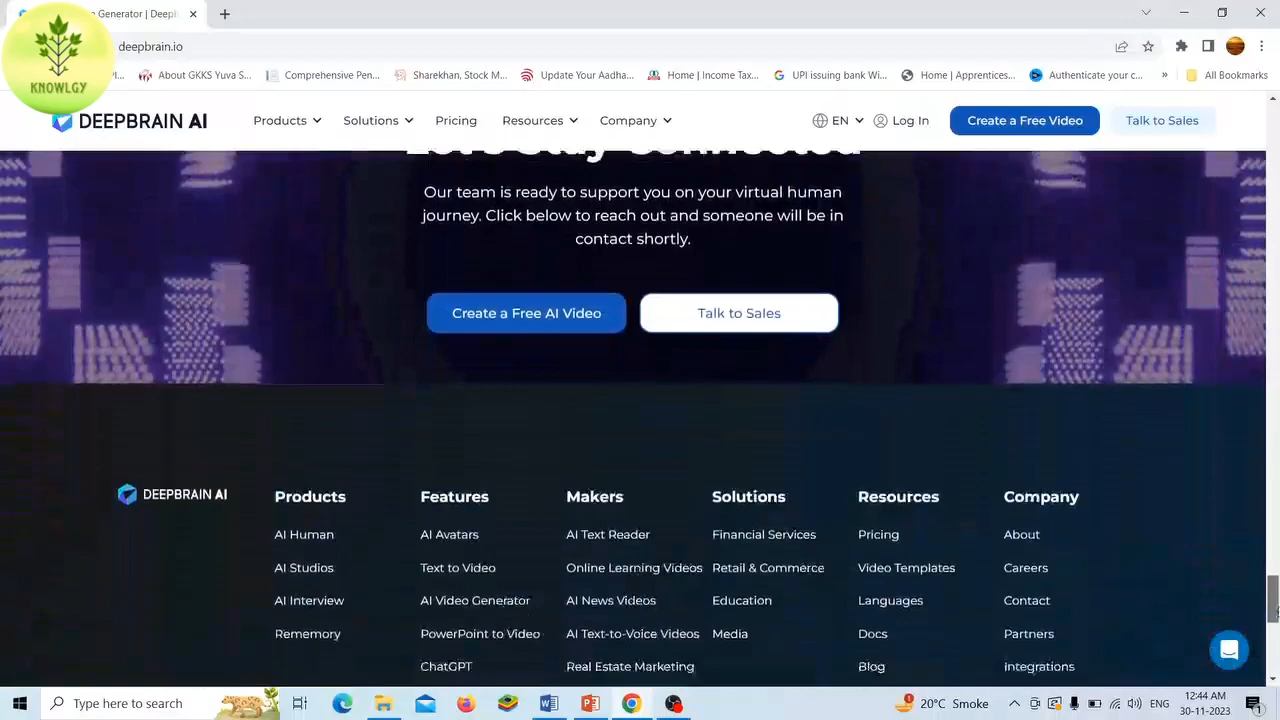 Generator | Deep
deepbrain.io
KNOWLGY
About GKKS Yuva S...
Comprehensive Pen...
Sharekhan, Stock M...
Update Your Aadha...
Home | Income Tax...
UPI issuing bank Wi...
Home | Apprentices...
Authenticate your c...
»
All Bookmarks
DEEPBRAIN AI
Products
Solutions
Pricing
Resources
Company
EN
Log In
Create a Free Video
Talk to Sales
Let's Stay Connected
Our team is ready to support you on your virtual human
journey. Click below to reach out and someone will be in
contact shortly.
Create a Free AI Video
Talk to Sales
DEEPBRAIN AI
Products
AI Human
AI Studios
AI Interview
Rememory
Features
AI Avatars
Text to Video
AI Video Generator
PowerPoint to Video
ChatGPT
Makers
AI Text Reader
Online Learning Videos
AI News Videos
AI Text-to-Voice Videos
Real Estate Marketing
Solutions
Financial Services
Retail & Commerce
Education
Media
Resources
Pricing
Video Templates
Languages
Docs
Blog
Company
About
Careers
Contact
Partners
Integrations
Type here to search
20°C Smoke
ENG
12:44 AM
30-11-2023